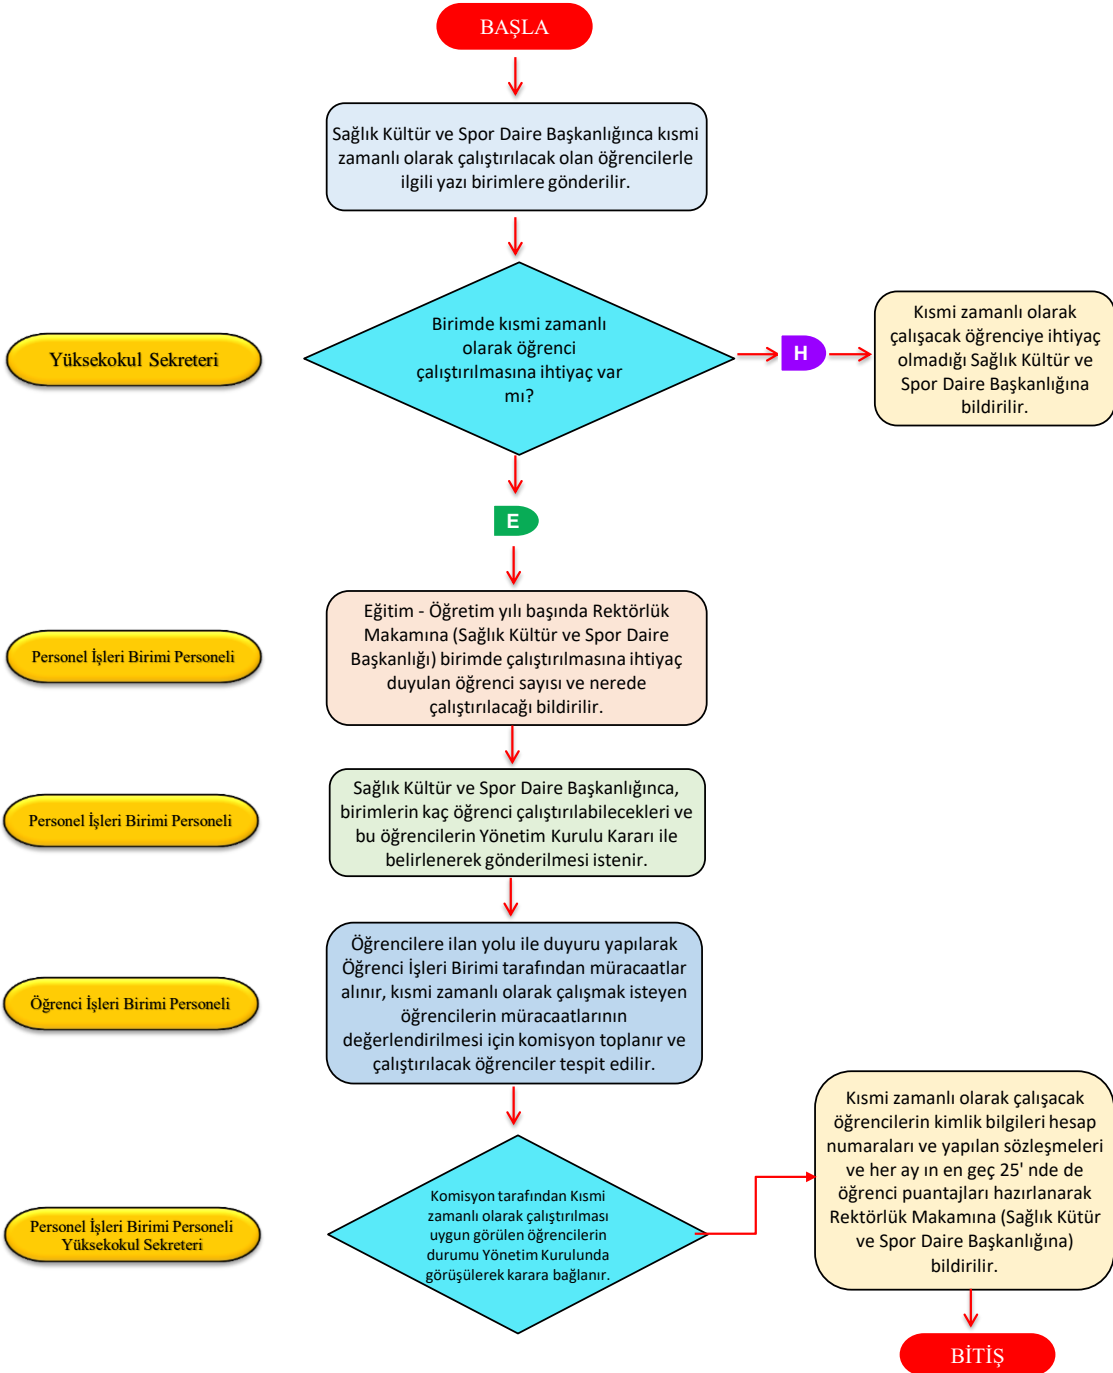 BAŞLA
Sağlık Kültür ve Spor Daire Başkanlığınca kısmi
zamanlı olarak çalıştırılacak olan öğrencilerle
ilgili yazı birimlere gönderilir.
Yüksekokul Sekreteri
Birimde kısmi zamanlı
olarak öğrenci
çalıştırılmasına ihtiyaç var
mı?
H
Kısmi zamanlı olarak
çalışacak öğrenciye ihtiyaç
olmadığı Sağlık Kültür ve
Spor Daire Başkanlığına
bildirilir.
E
Personel İşleri Birimi Personeli
Eğitim - Öğretim yılı başında Rektörlük
Makamına (Sağlık Kültür ve Spor Daire
Başkanlığı) birimde çalıştırılmasına ihtiyaç
duyulan öğrenci sayısı ve nerede
çalıştırılacağı bildirilir.
Personel İşleri Birimi Personeli
Sağlık Kültür ve Spor Daire Başkanlığınca,
birimlerin kaç öğrenci çalıştırılabilecekleri ve
bu öğrencilerin Yönetim Kurulu Kararı ile
belirlenerek gönderilmesi istenir.
Öğrenci İşleri Birimi Personeli
Öğrencilere ilan yolu ile duyuru yapılarak
Öğrenci İşleri Birimi tarafından müracaatlar
alınır, kısmi zamanlı olarak çalışmak isteyen
öğrencilerin müracaatlarının
değerlendirilmesi için komisyon toplanır ve
çalıştırılacak öğrenciler tespit edilir.
Personel İşleri Birimi Personeli
Yüksekokul Sekreteri
Komisyon tarafından Kısmi
zamanlı olarak çalıştırılması
uygun görülen öğrencilerin
durumu Yönetim Kurulunda
görüşülerek karara bağlanır.
Kısmi zamanlı olarak çalışacak
öğrencilerin kimlik bilgileri hesap
numaraları ve yapılan sözleşmeleri
ve her ay ın en geç 25' nde de
öğrenci puantajları hazırlanarak
Rektörlük Makamına (Sağlık Kütür
ve Spor Daire Başkanlığına)
bildirilir.
BİTİŞ